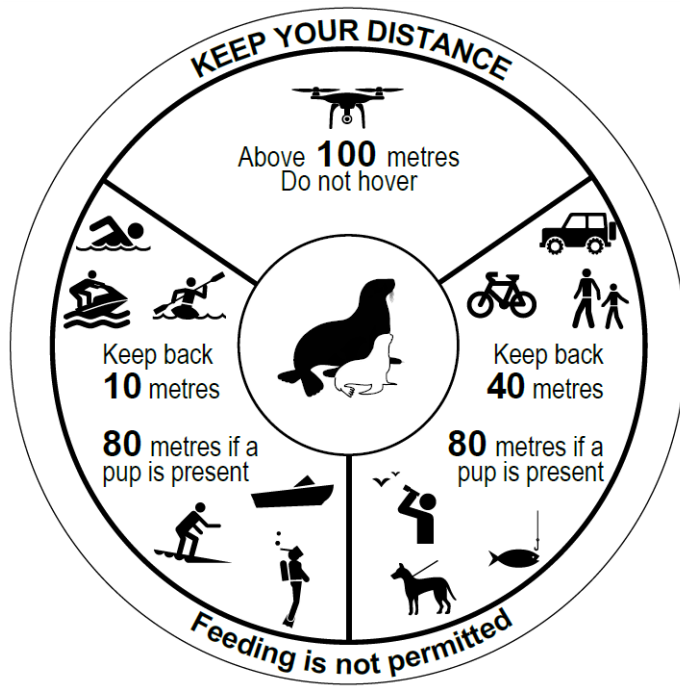 KEEP YOUR DISTANCE
Above 100 metres
Do not hover
Keep back
10 metres
80 metres if a
pup is present
Keep back
40 metres
80 metres if a
pup is present
Feeding is not permitted